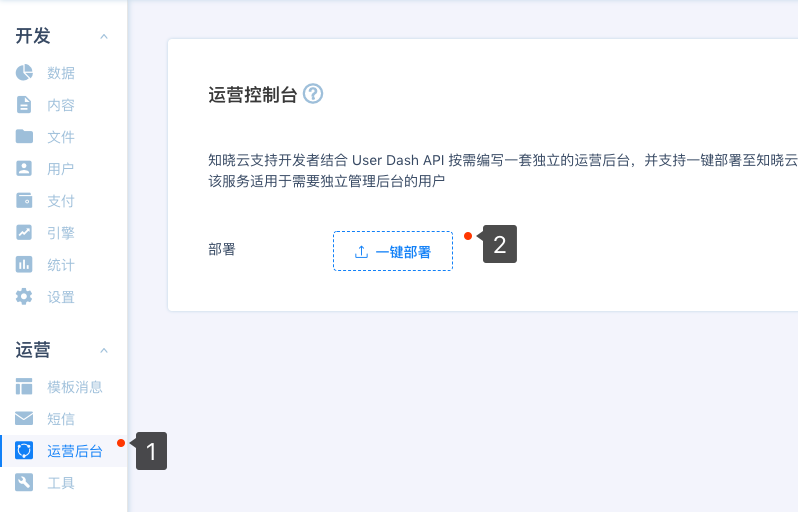 开发
数据
内容
文件
用户
支付
引擎
统计
设置
运营
模板消息
短信
运营后台
工具
1
运营控制台 ?
知晓云支持开发者结合 User Dash API 按需编写一套独立的运营后台，并支持一键部署至知晓云
该服务适用于需要独立管理后台的用户
部署
一键部署
2